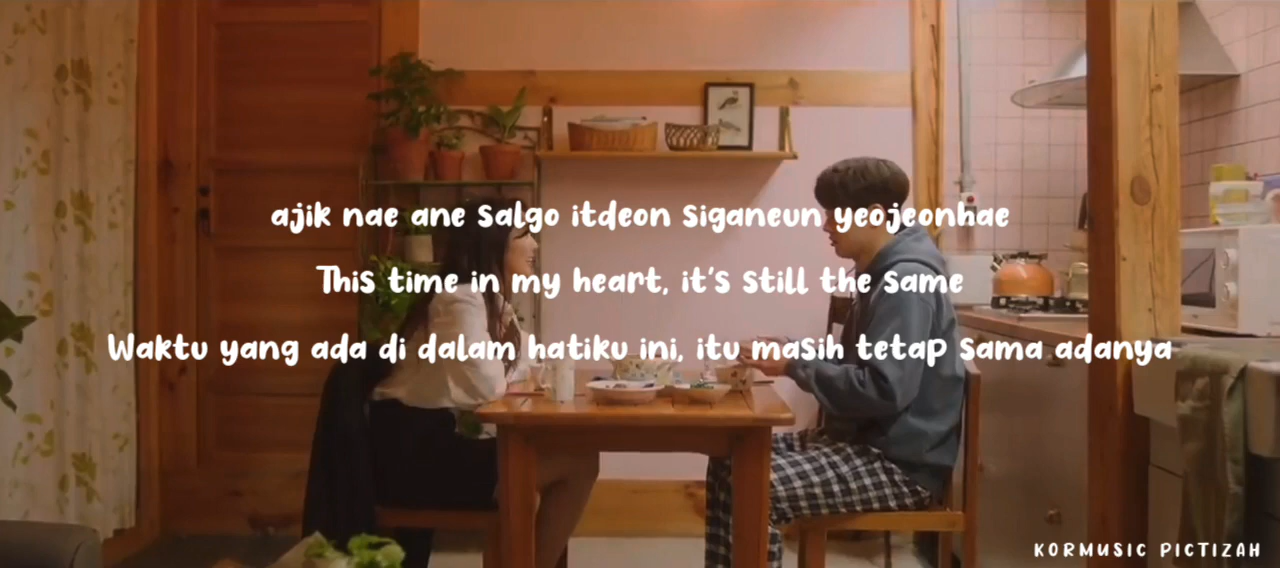 ajik nae ane salgo itdeon siganeun yeojeonhae
This time in my heart, it's still the same
Waktu yang ada di dalam hatiku ini, itu masih tetap sama adanya
KORMUSIC PICTIZAH